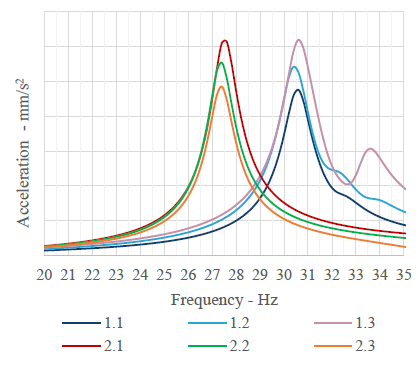 Acceleration - mm/s²
20 21 22 23 24 25 26 27 28 29 30 31 32 33 34 35
Frequency - Hz
1.1 1.2 1.3
2.1 2.2 2.3